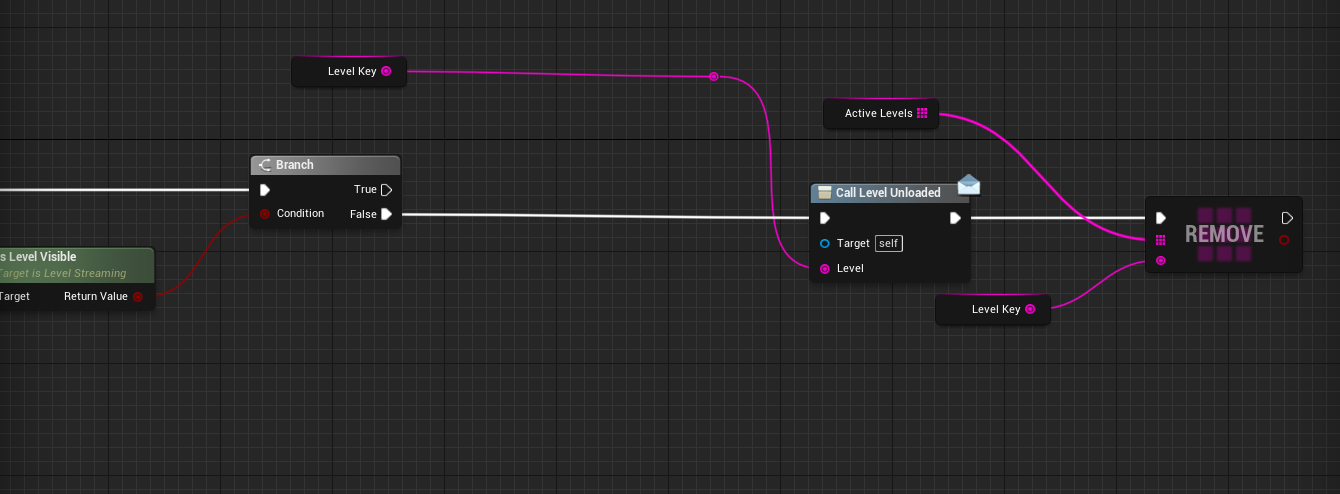 Level Key
Active Levels
Branch
True
Condition
False
Call Level Unloaded
Target self
Level
REMOVE
s Level Visible
Target is Level Streaming
Target
Return Value
Level Key